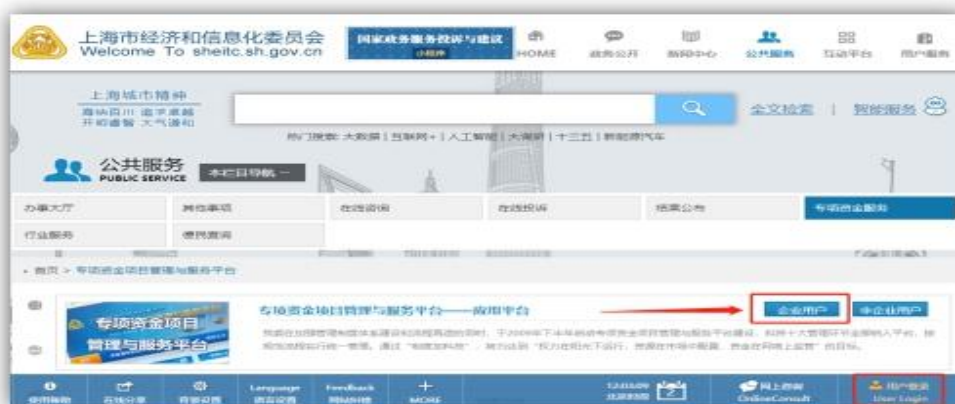 上海市经济和信息化委员会
Welcome To sheitc.sh.gov.cn
国家政务服务投诉与建议
小程序
HOME
政务公开
新闻中心
公共服务
互动平台
用户服务
上海城市精神
海纳百川 追求卓越
开明睿智 大气谦和
全文检索 | 智能服务
热门搜索: 大数据 | 互联网+ | 人工智能 | 大调研 | 十三五 | 新能源汽车
公共服务
PUBLIC SERVICE
本栏目导航
办事大厅
其他事项
在线咨询
在线投诉
结果公布
专项资金服务
行业服务
便民查询
首页 > 专项资金项目管理与服务平台
专项资金项目
管理与服务平台
专项资金项目管理与服务平台——应用平台
企业用户
非企业用户
使用帮助
在线分享
背景设置
Language
语言设置
Feedback
网站纠错
MORE
北京时间
网上咨询
OnlineConsult
用户登录
User Login